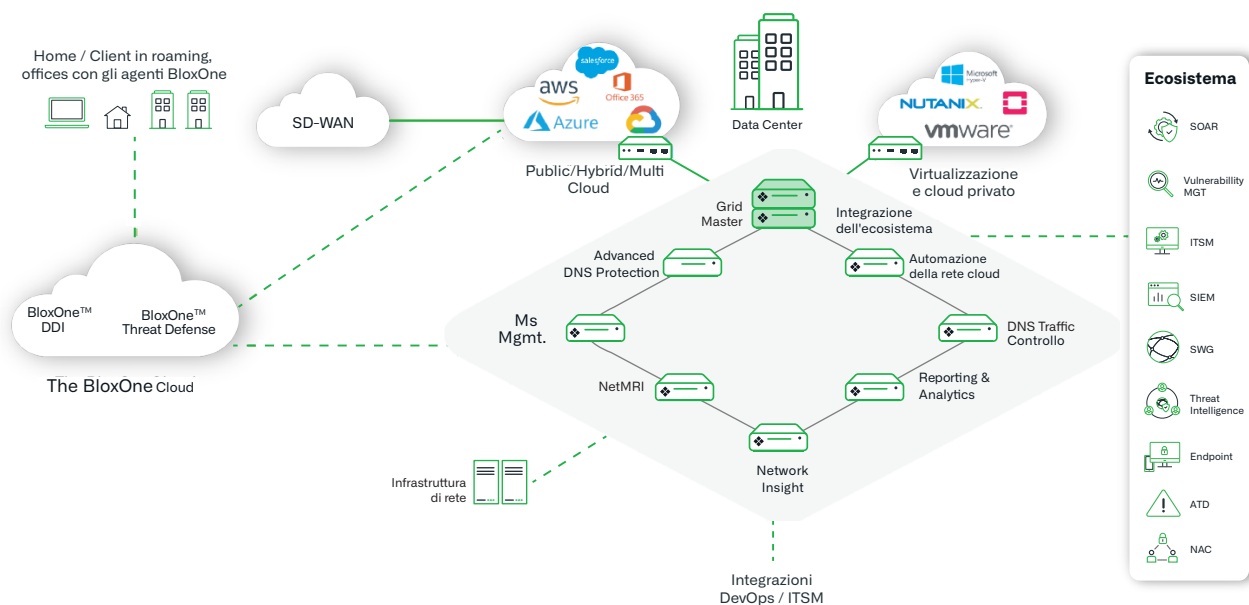 Home / Client in roaming,
offices con gli agenti BloxOne
SD-WAN
salesforce
aws
Office 365
Azure
Public/Hybrid/Multi
Cloud
Data Center
Microsoft
Hyper-V
NUTANIX
vmware
Virtualizzazione
e cloud privato
Grid
Master
Integrazione
dell'ecosistema
Advanced
DNS Protection
Automazione
della rete cloud
Ms
Mgmt.
DNS Traffic
Controllo
NetMRI
Reporting &
Analytics
Network
Insight
BloxOne™
DDI
BloxOne™
Threat Defense
The BloxOne Cloud
Infrastruttura
di rete
Integrazioni
DevOps / ITSM
Ecosistema
SOAR
Vulnerabillity
MGT
ITSM
SIEM
SWG
Threat
Intelligence
Endpoint
ATD
NAC